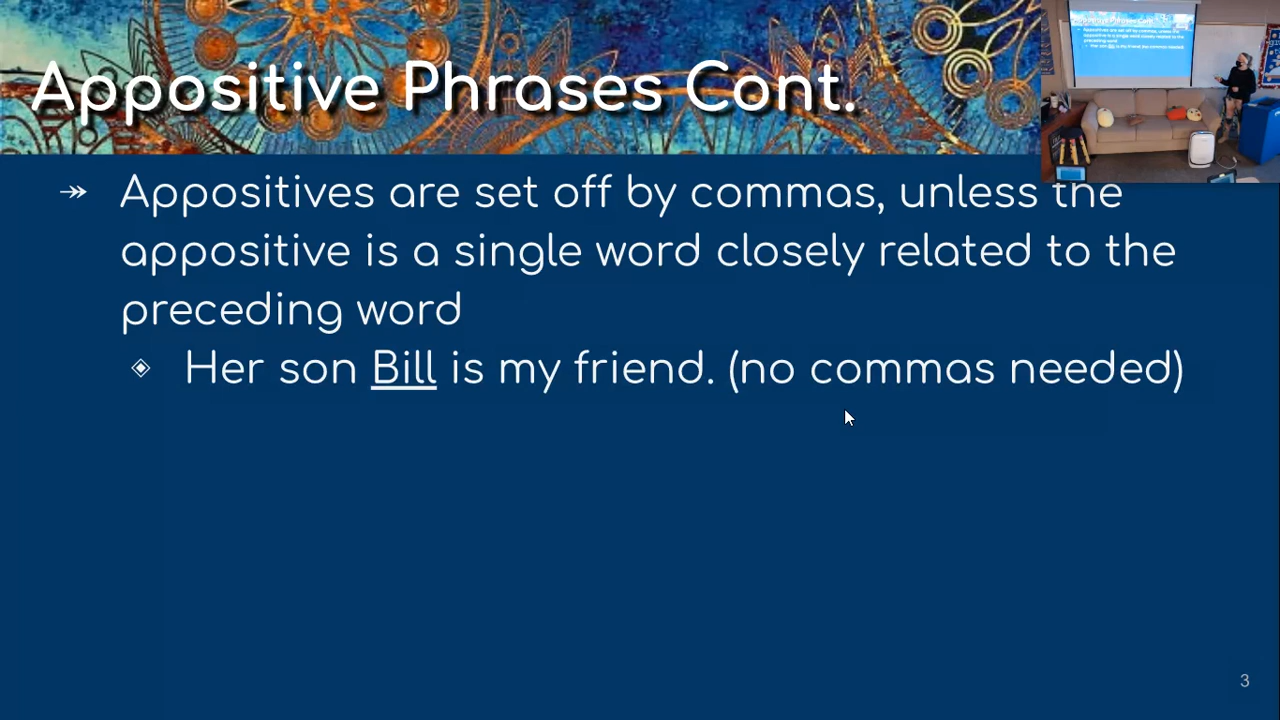 Appositive Phrases Cont.
Appositives are set off by commas, unless the
appositive is a single word closely related to the
preceding word
Her son Bill is my friend. (no commas needed)
3